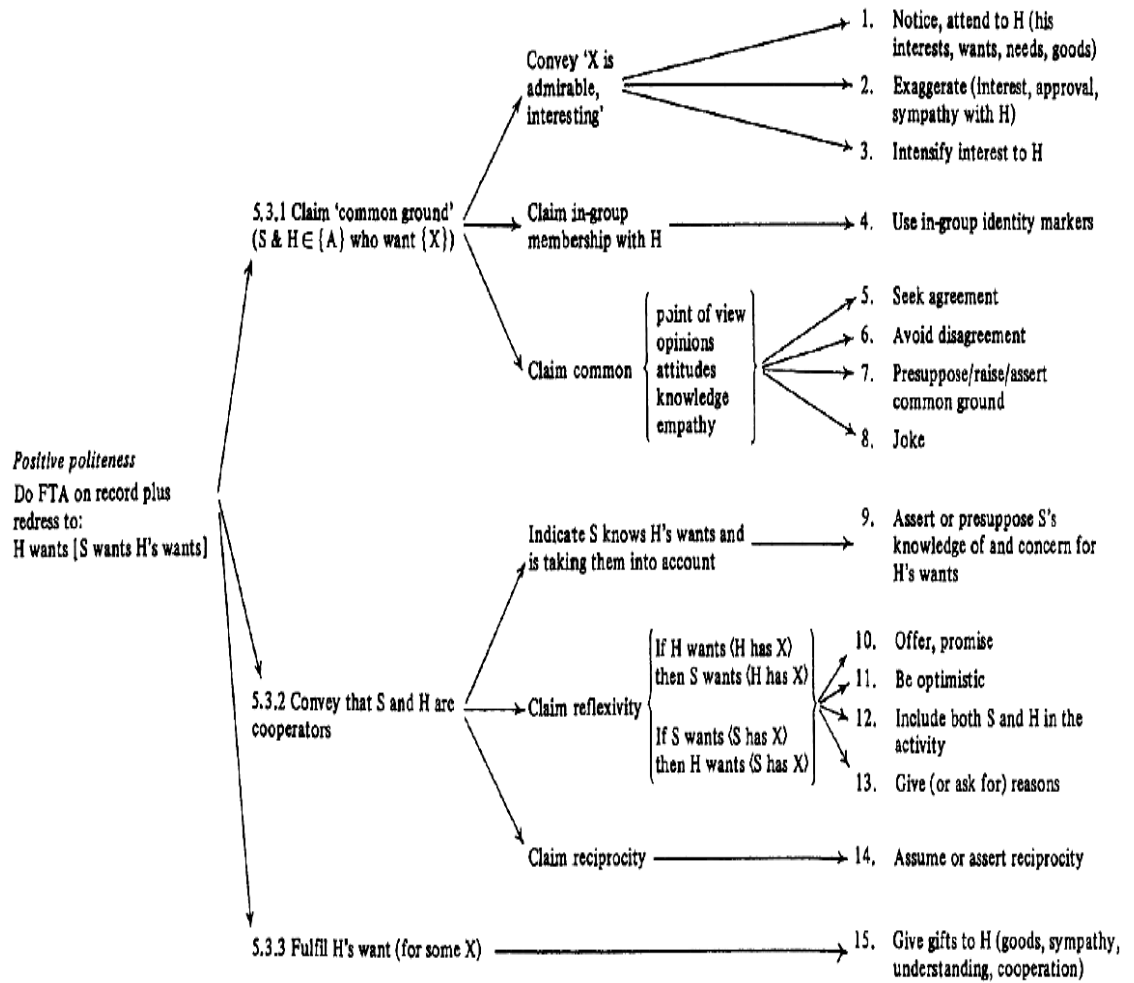 Positive politeness
Do FTA on record plus
redress to:
H wants [S wants H's wants]
5.3.1 Claim ‘common ground’
(S & H ∈ {A} who want {X})
Convey ‘X is
admirable,
interesting’
1. Notice, attend to H (his
interests, wants, needs, goods)
2. Exaggerate (interest, approval,
sympathy with H)
3. Intensify interest to H
Claim in-group
membership with H
4. Use in-group identity markers
Claim common
point of view
opinions
attitudes
knowledge
empathy
5. Seek agreement
6. Avoid disagreement
7. Presuppose/raise/assert
common ground
8. Joke
5.3.2 Convey that S and H are
cooperators
Indicate S knows H's wants and
is taking them into account
9. Assert or presuppose S's
knowledge of and concern for
H's wants
Claim reflexivity
If H wants ⟨H has X⟩
then S wants ⟨H has X⟩
If S wants ⟨S has X⟩
then H wants ⟨S has X⟩
10. Offer, promise
11. Be optimistic
12. Include both S and H in the
activity
13. Give (or ask for) reasons
Claim reciprocity
14. Assume or assert reciprocity
5.3.3 Fulfil H's want (for some X)
15. Give gifts to H (goods, sympathy,
understanding, cooperation)